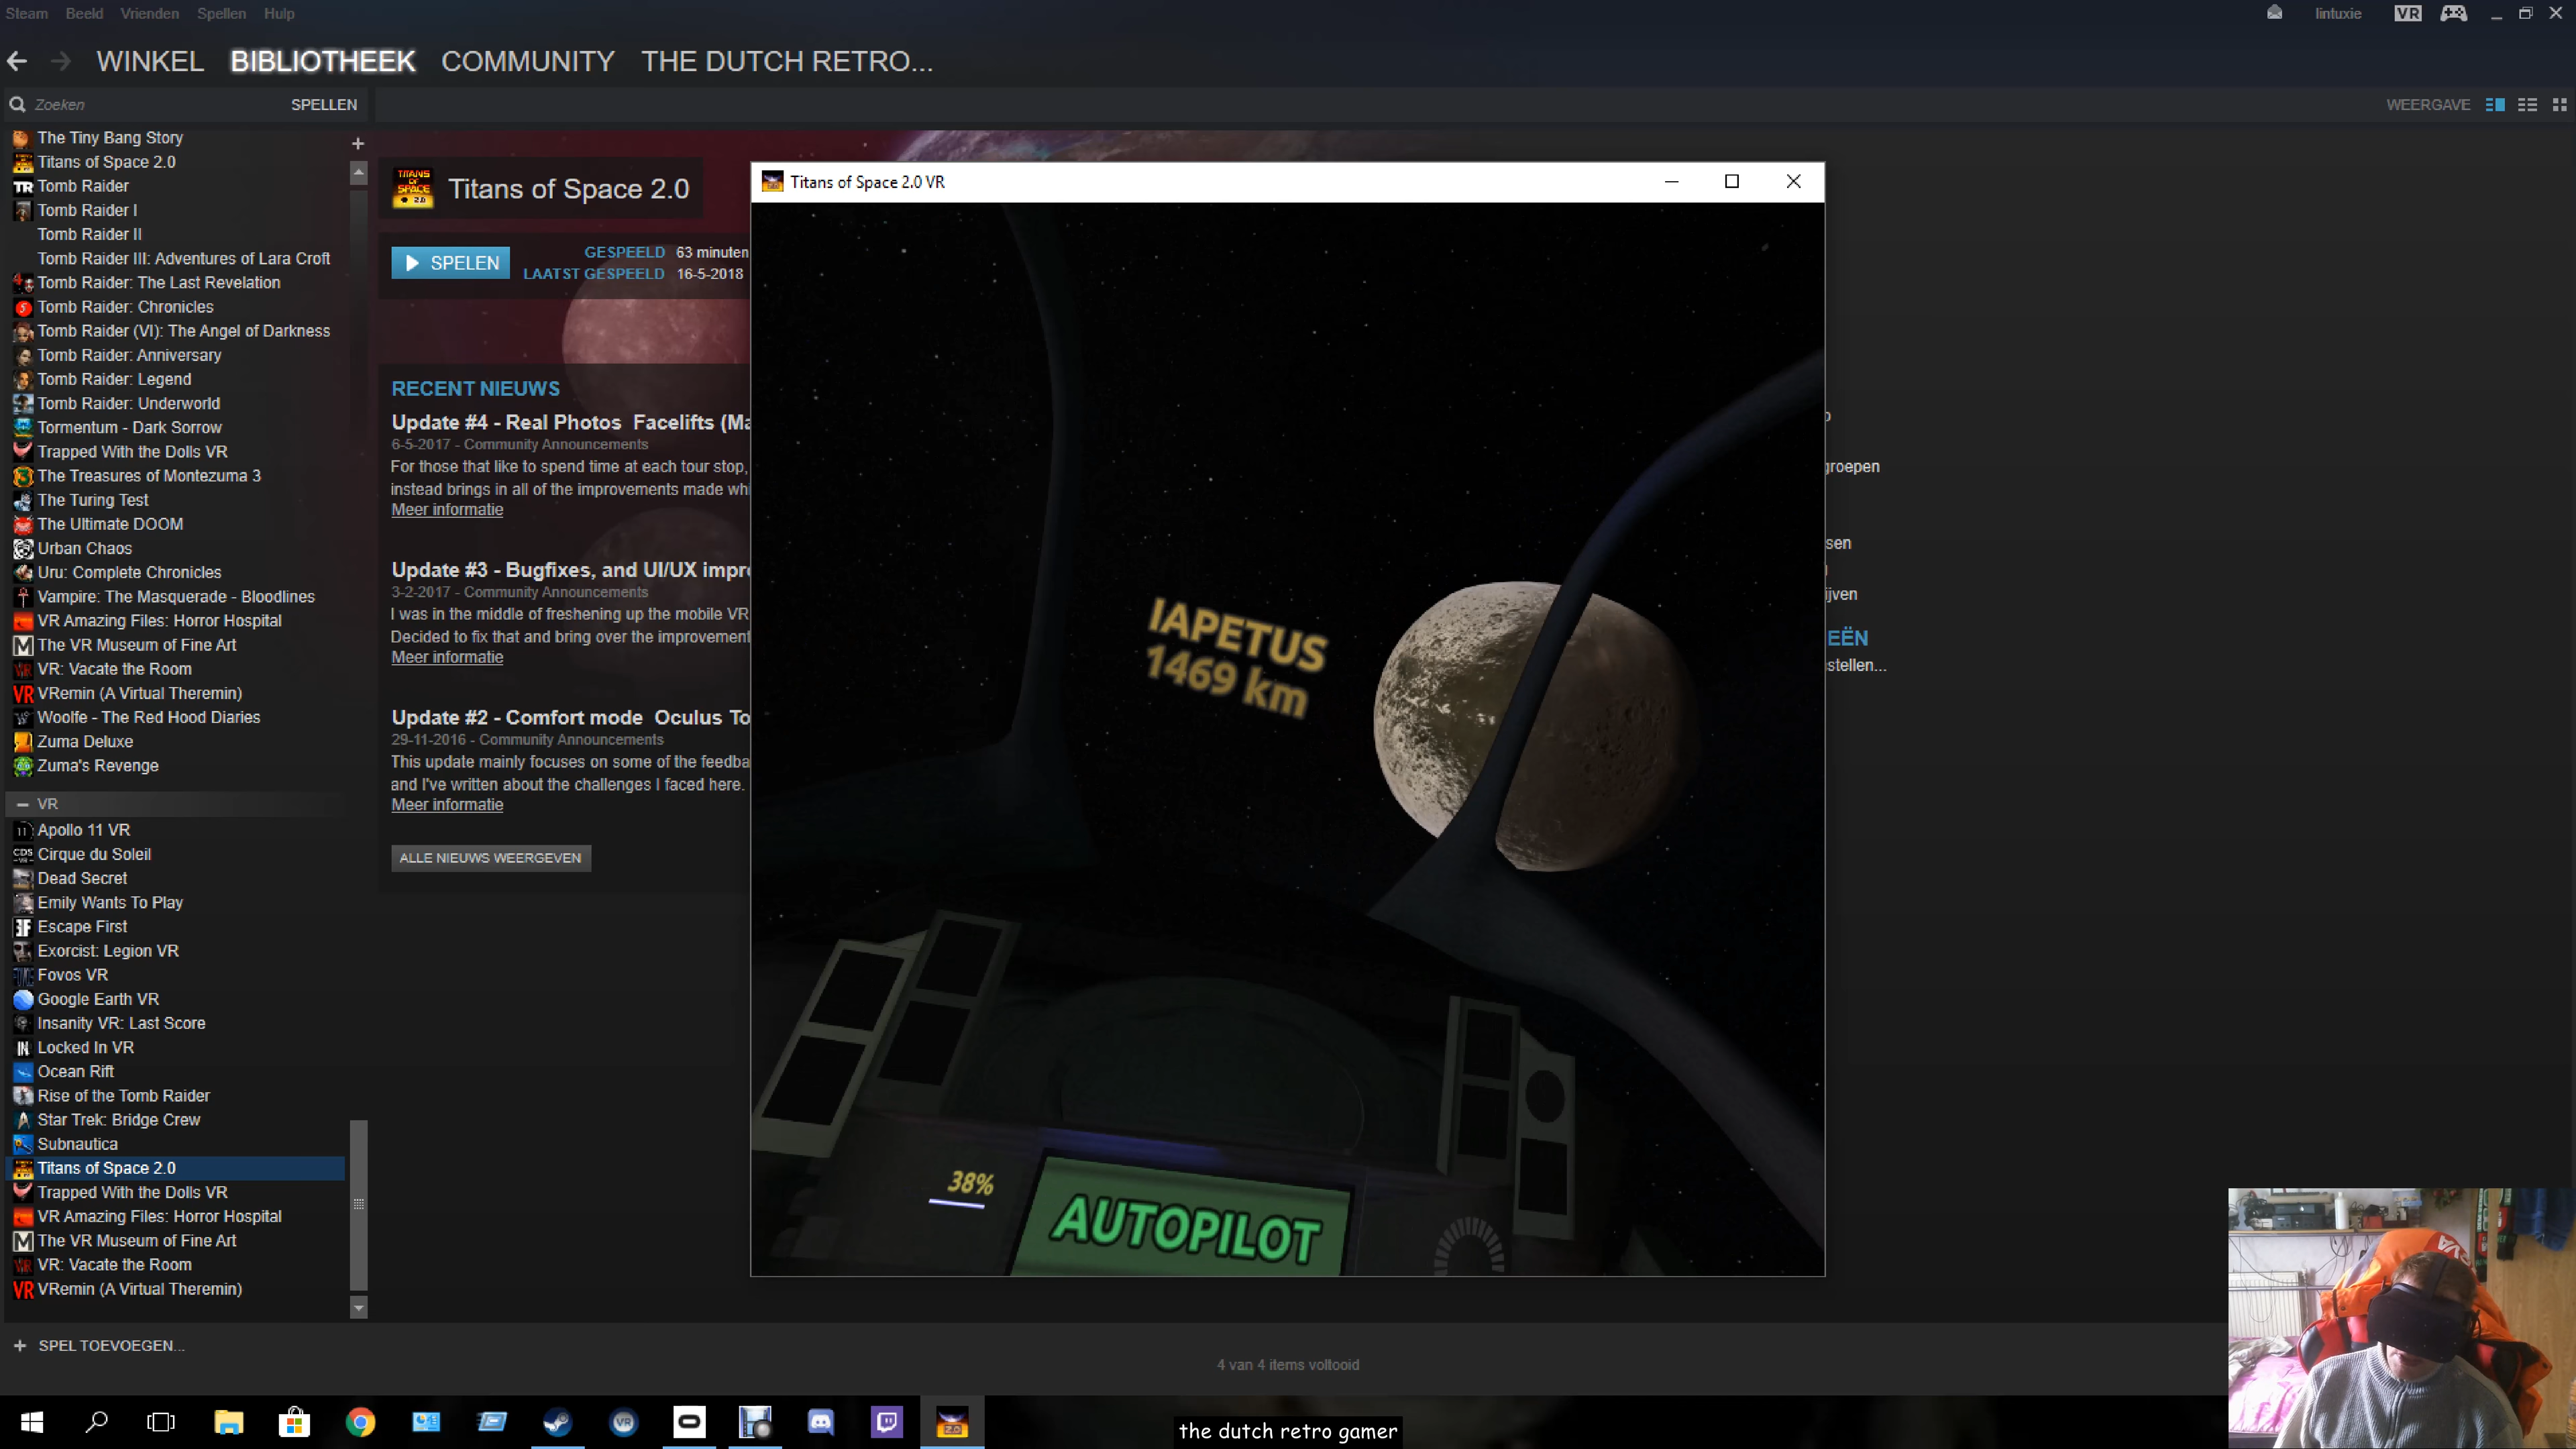 Steam Beeld Vrienden Spellen Hulp
lintuxie VR
WINKEL BIBLIOTHEEK COMMUNITY THE DUTCH RETRO...
Zoeken SPELLEN
WEERGAVE
The Tiny Bang Story
Titans of Space 2.0
Tomb Raider
Tomb Raider I
Tomb Raider II
Tomb Raider III: Adventures of Lara Croft
Tomb Raider: The Last Revelation
Tomb Raider: Chronicles
Tomb Raider (VI): The Angel of Darkness
Tomb Raider: Anniversary
Tomb Raider: Legend
Tomb Raider: Underworld
Tormentum - Dark Sorrow
Trapped With the Dolls VR
The Treasures of Montezuma 3
The Turing Test
The Ultimate DOOM
Urban Chaos
Uru: Complete Chronicles
Vampire: The Masquerade - Bloodlines
VR Amazing Files: Horror Hospital
The VR Museum of Fine Art
VR: Vacate the Room
VRemin (A Virtual Theremin)
Woolfe - The Red Hood Diaries
Zuma Deluxe
Zuma's Revenge
VR
Apollo 11 VR
Cirque du Soleil
Dead Secret
Emily Wants To Play
Escape First
Exorcist: Legion VR
Fovos VR
Google Earth VR
Insanity VR: Last Score
Locked In VR
Ocean Rift
Rise of the Tomb Raider
Star Trek: Bridge Crew
Subnautica
Titans of Space 2.0
Trapped With the Dolls VR
VR Amazing Files: Horror Hospital
The VR Museum of Fine Art
VR: Vacate the Room
VRemin (A Virtual Theremin)
SPEL TOEVOEGEN...
TITANS OF SPACE 2.0
Titans of Space 2.0
SPELEN
GESPEELD 63 minuten
LAATST GESPEELD 16-5-2018
RECENT NIEUWS
Update #4 - Real Photos Facelifts (Ma
6-5-2017 - Community Announcements
For those that like to spend time at each tour stop,
instead brings in all of the improvements made whi
Meer informatie
Update #3 - Bugfixes, and UI/UX impr
3-2-2017 - Community Announcements
I was in the middle of freshening up the mobile VR
Decided to fix that and bring over the improvement
Meer informatie
Update #2 - Comfort mode Oculus To
29-11-2016 - Community Announcements
This update mainly focuses on some of the feedba
and I've written about the challenges I faced here.
Meer informatie
ALLE NIEUWS WEERGEVEN
Titans of Space 2.0 VR
IAPETUS
1469 km
38%
AUTOPILOT
groepen
sen
ijven
EËN
stellen...
4 van 4 items voltooid
the dutch retro gamer